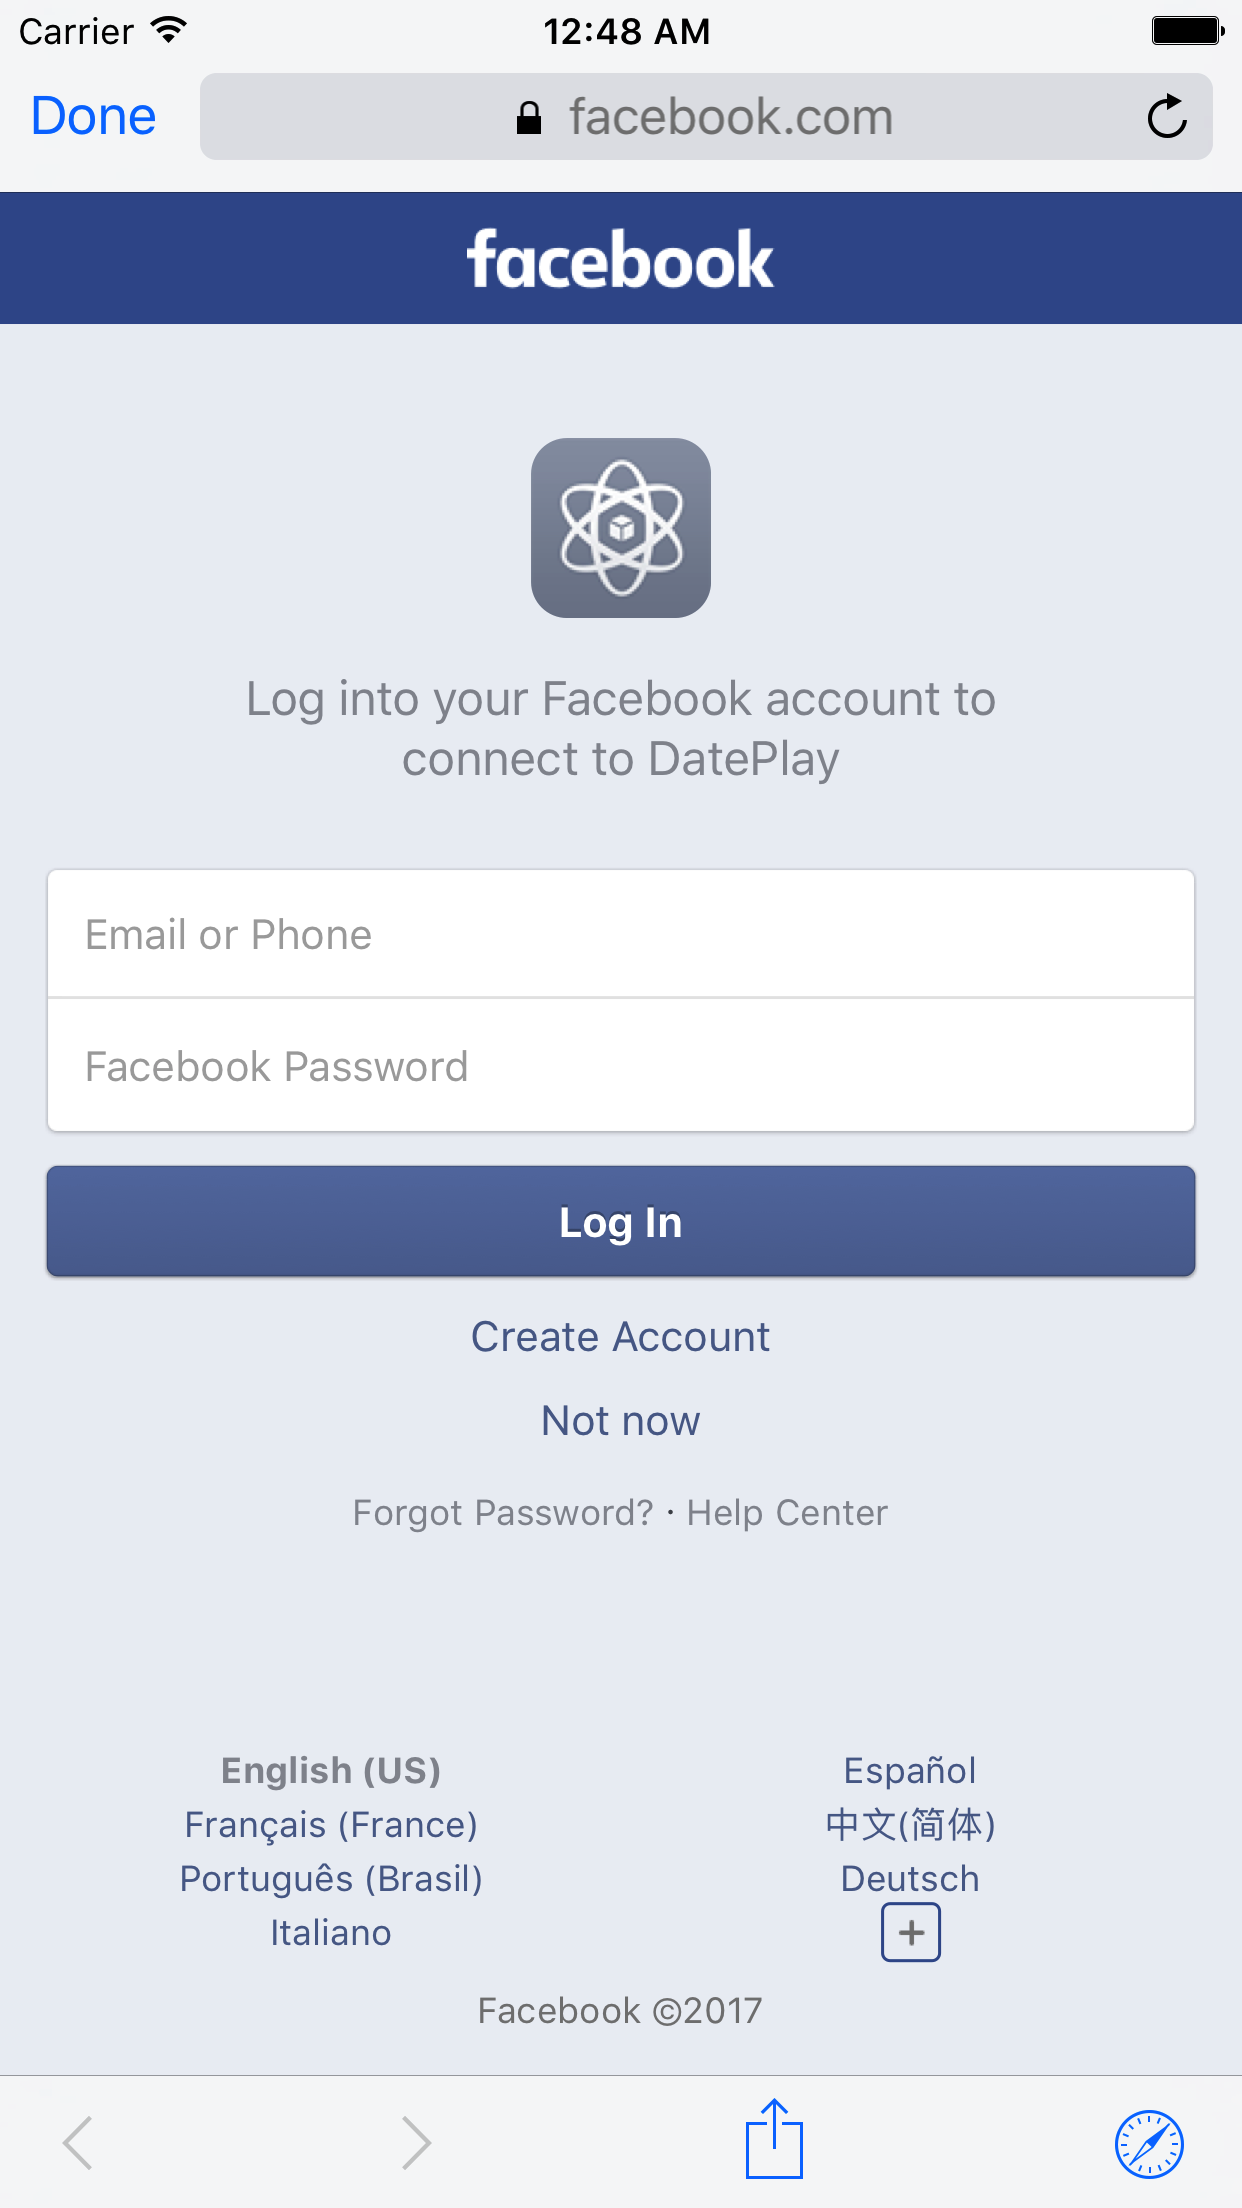 Carrier 12:48 AM
Done facebook.com
facebook
Log into your Facebook account to
connect to DatePlay
Email or Phone
Facebook Password
Log In
Create Account
Not now
Forgot Password? · Help Center
English (US) Español
Français (France) 中文(简体)
Português (Brasil) Deutsch
Italiano +
Facebook ©2017